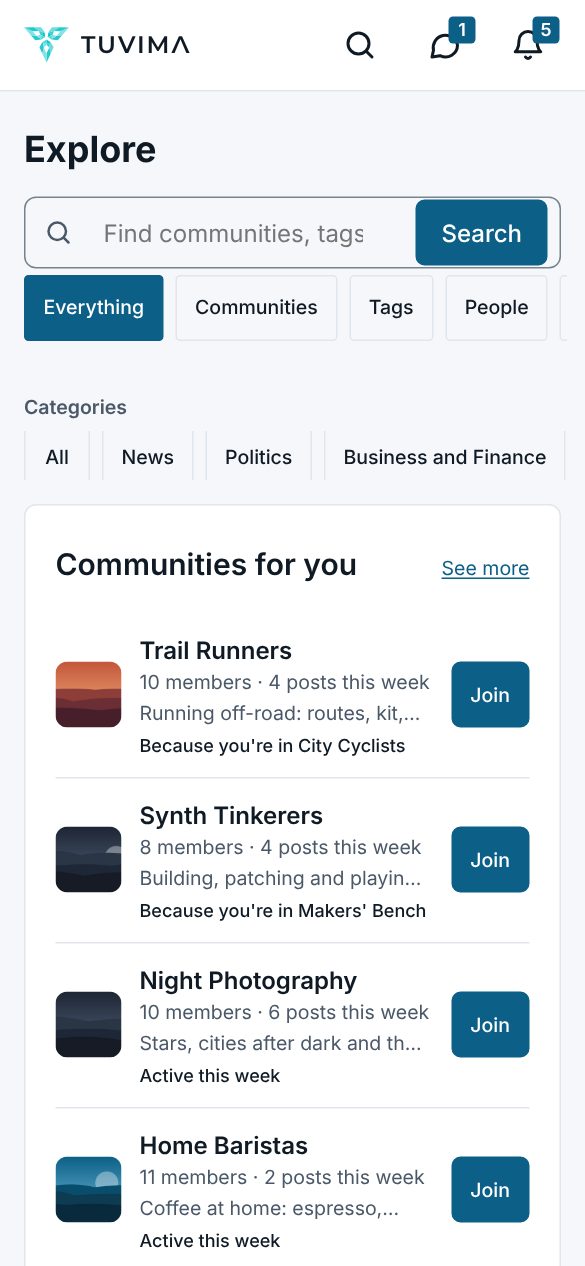 TUVIMA
1
5
Explore
Find communities, tags
Search
Everything
Communities
Tags
People
Categories
All
News
Politics
Business and Finance
Communities for you
See more
Trail Runners
10 members · 4 posts this week
Running off-road: routes, kit,...
Because you're in City Cyclists
Join
Synth Tinkerers
8 members · 4 posts this week
Building, patching and playin...
Because you're in Makers' Bench
Join
Night Photography
10 members · 6 posts this week
Stars, cities after dark and th...
Active this week
Join
Home Baristas
11 members · 2 posts this week
Coffee at home: espresso,...
Active this week
Join